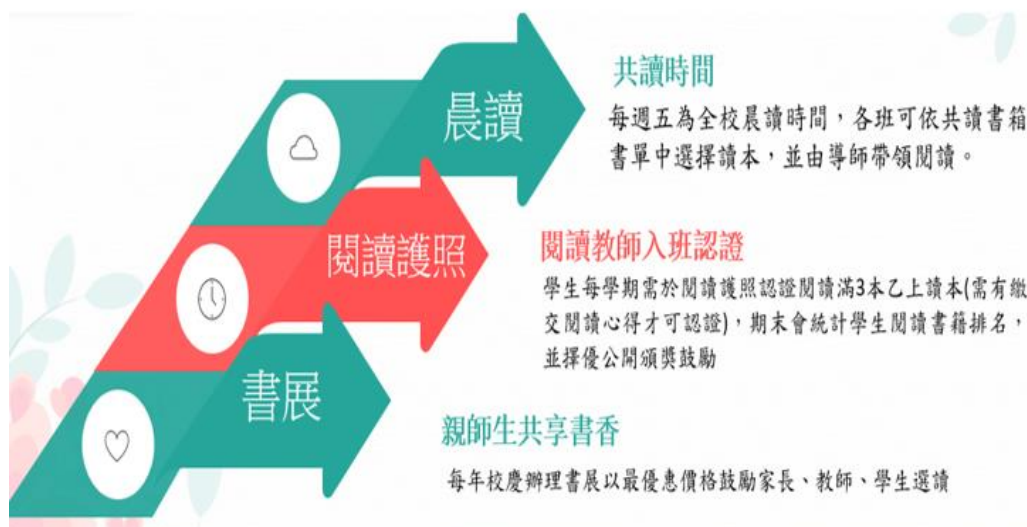 晨讀
共讀時間
每週五為全校晨讀時間，各班可依共讀書籍
書單中選擇讀本，並由導師帶領閱讀。
閱讀護照
閱讀教師入班認證
學生每學期需於閱讀護照認證閱讀滿3本乙上讀本(需有繳
交閱讀心得才可認證)，期末會統計學生閱讀書籍排名，
並擇優公開頒獎鼓勵
書展
親師生共享書香
每年校慶辦理書展以最優惠價格鼓勵家長、教師、學生選讀